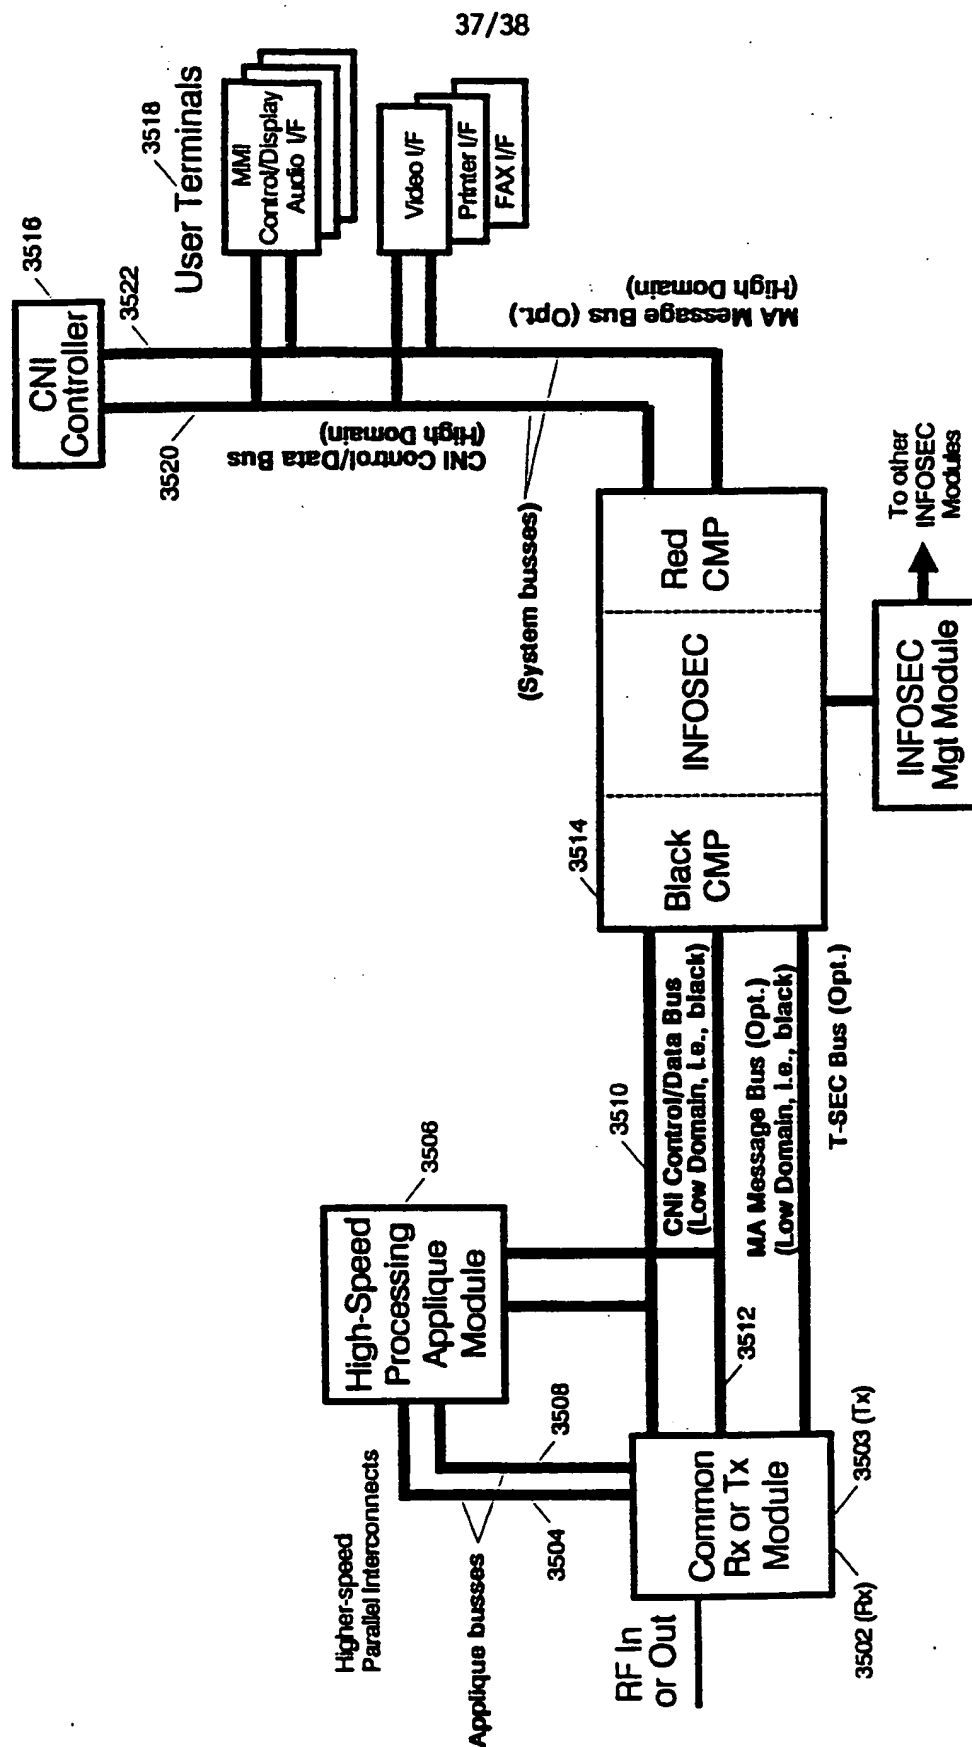 37/38
RF In
or Out
Common
Rx or Tx
Module
3502 (Rx)
3503 (Tx)
Applique busses
3504
3508
Higher-speed
Parallel Interconnects
High-Speed
Processing
Applique
Module
3506
3510
3512
CNI Control/Data Bus
(Low Domain, i.e., black)
MA Message Bus (Opt.)
(Low Domain, i.e., black)
T-SEC Bus (Opt.)
3514
Black
CMP
INFOSEC
Red
CMP
INFOSEC
Mgt Module
To other
INFOSEC
Modules
(System busses)
CNI Control/Data Bus
(High Domain)
MA Message Bus (Opt.)
(High Domain)
3520
3522
CNI
Controller
3516
User Terminals
3518
MMI
Control/Display
Audio I/F
Video I/F
Printer I/F
FAX I/F